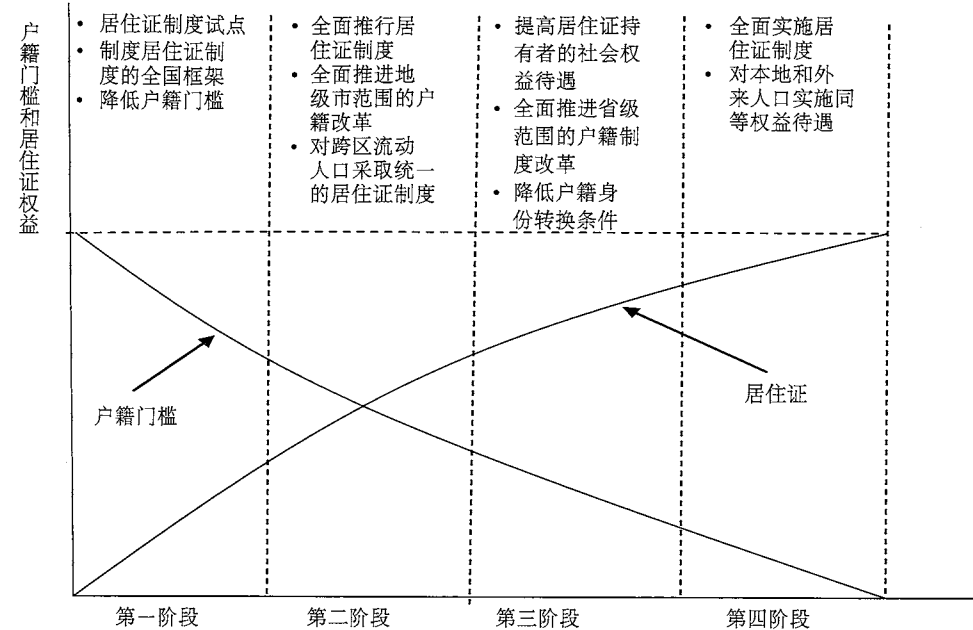 户籍门槛和居住证权益
• 居住证制度试点
• 制度居住证制
度的全国框架
• 降低户籍门槛
• 全面推行居
住证制度
• 全面推进地
级市范围的户
籍改革
• 对跨区流动
人口采取统一
的居住证制度
• 提高居住证持
有者的社会权
益待遇
• 全面推进省级
范围的户籍制
度改革
• 降低户籍身
份转换条件
• 全面实施居
住证制度
• 对本地和外
来人口实施同
等权益待遇
户籍门槛
居住证
第一阶段
第二阶段
第三阶段
第四阶段